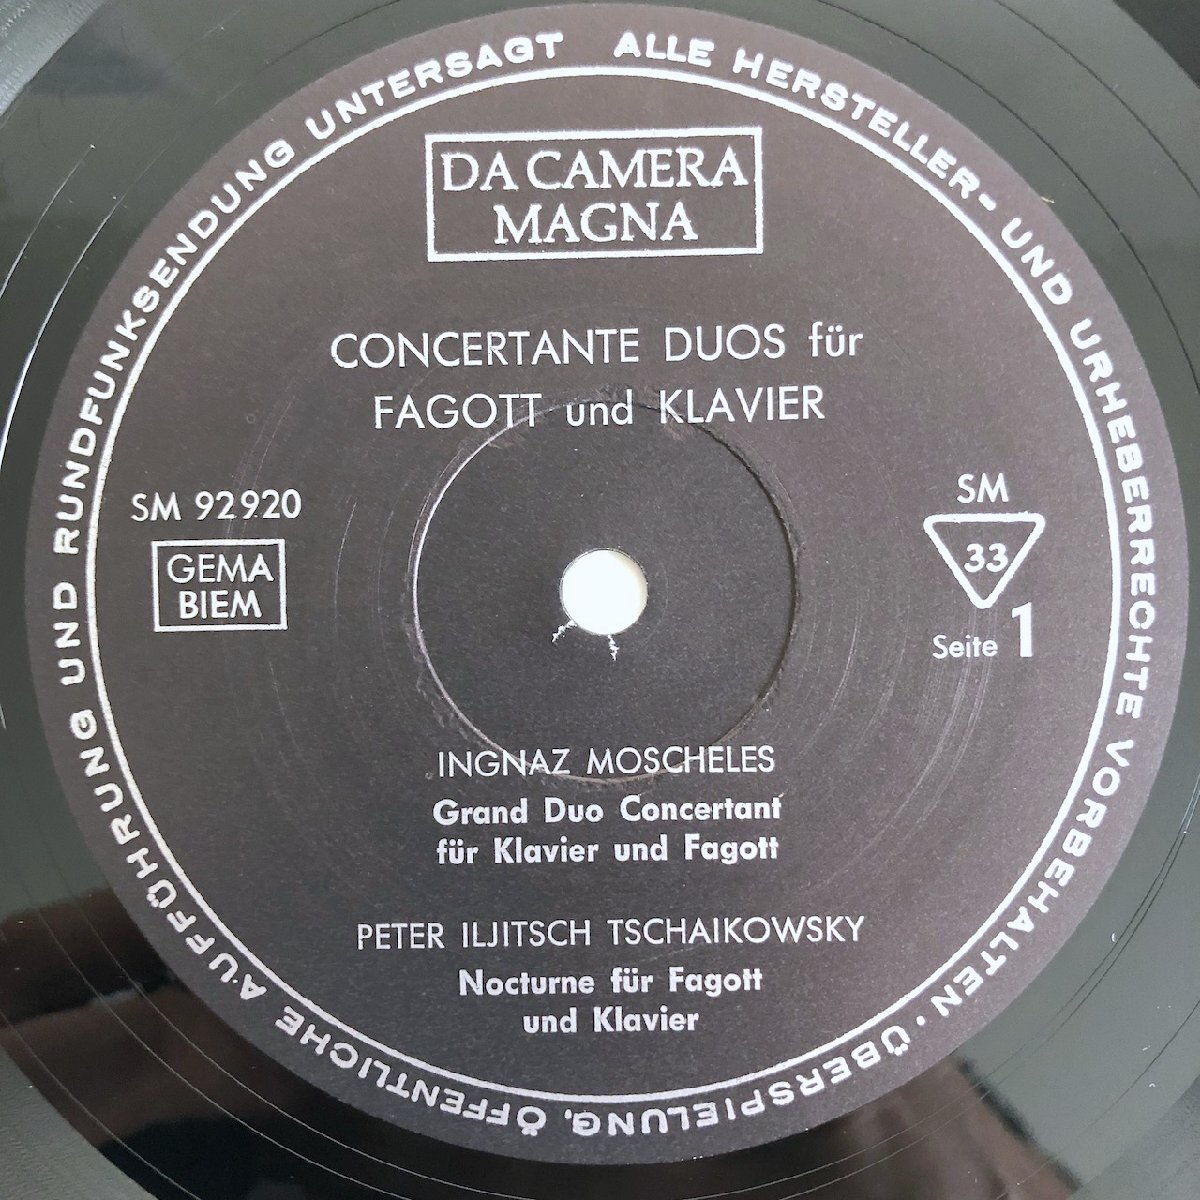 ALLE HERSTELLER- UND URHEBERRECHTE VORBEHALTEN · ÜBERSPIELUNG, ÖFFENTLICHE AUFFÜHRUNG UND RUNDFUNKSENDUNG UNTERSAGT
DA CAMERA
MAGNA
CONCERTANTE DUOS für
FAGOTT und KLAVIER
SM 92920
GEMA
BIEM
SM
33
Seite 1
INGNAZ MOSCHELES
Grand Duo Concertant
für Klavier und Fagott
PETER ILJITSCH TSCHAIKOWSKY
Nocturne für Fagott
und Klavier